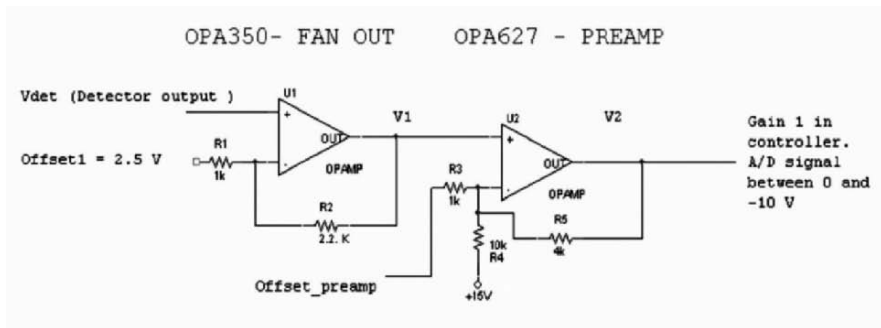 OPA350- FAN OUT OPA627 - PREAMP
Vdet (Detector output )
U1
+
OUT
-
OPAMP
V1
Offset1 = 2.5 V
R1
1k
R2
2.2. K
U2
+
OUT
-
OPAMP
V2
R3
1k
10k
R4
+15V
R5
4k
Offset_preamp
Gain 1 in
controller.
A/D signal
between 0 and
-10 V